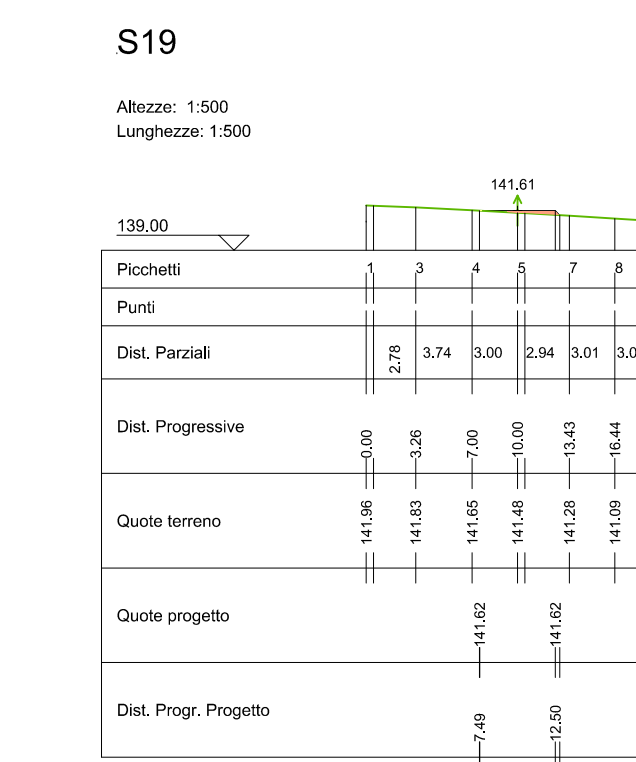 S19
Altezze: 1:500
Lunghezze: 1:500
141.61
139.00
Picchetti 1 3 4 5 7 8
Punti
Dist. Parziali 2.78 3.74 3.00 2.94 3.01 3.0
Dist. Progressive 0.00 3.26 7.00 10.00 13.43 16.44
Quote terreno 141.96 141.83 141.65 141.48 141.28 141.09
Quote progetto 141.62 141.62
Dist. Progr. Progetto 7.49 12.50